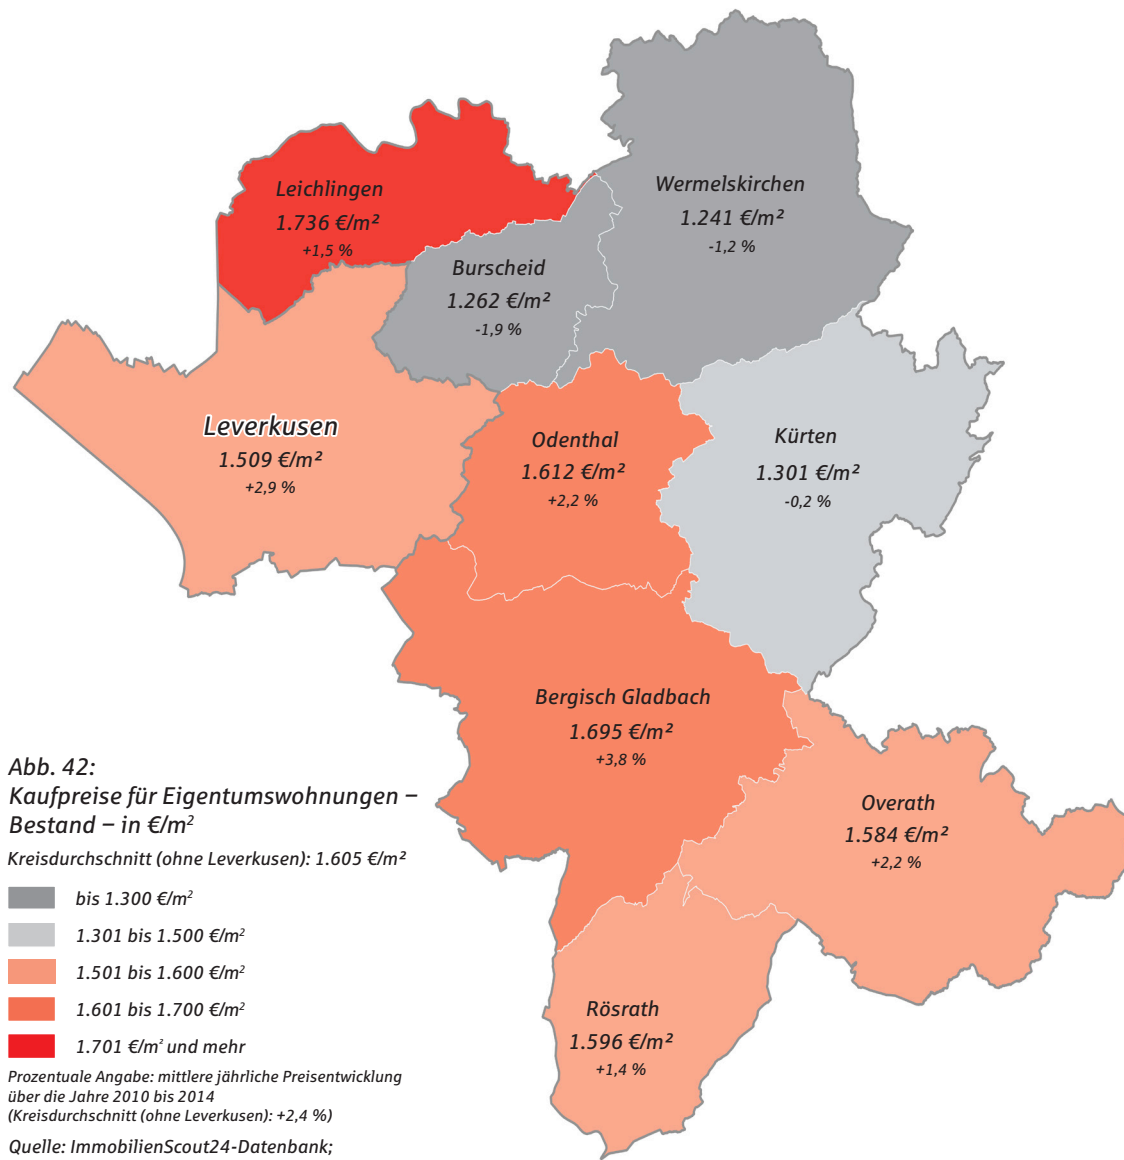 Leichlingen
1.736 €/m²
+1,5 %
Wermelskirchen
1.241 €/m²
-1,2 %
Burscheid
1.262 €/m²
-1,9 %
Leverkusen
1.509 €/m²
+2,9 %
Odenthal
1.612 €/m²
+2,2 %
Kürten
1.301 €/m²
-0,2 %
Bergisch Gladbach
1.695 €/m²
+3,8 %
Overath
1.584 €/m²
+2,2 %
Rösrath
1.596 €/m²
+1,4 %
Abb. 42:
Kaufpreise für Eigentumswohnungen –
Bestand – in €/m²
Kreisdurchschnitt (ohne Leverkusen): 1.605 €/m²
bis 1.300 €/m²
1.301 bis 1.500 €/m²
1.501 bis 1.600 €/m²
1.601 bis 1.700 €/m²
1.701 €/m² und mehr
Prozentuale Angabe: mittlere jährliche Preisentwicklung
über die Jahre 2010 bis 2014
(Kreisdurchschnitt (ohne Leverkusen): +2,4 %)
Quelle: ImmobilienScout24-Datenbank;